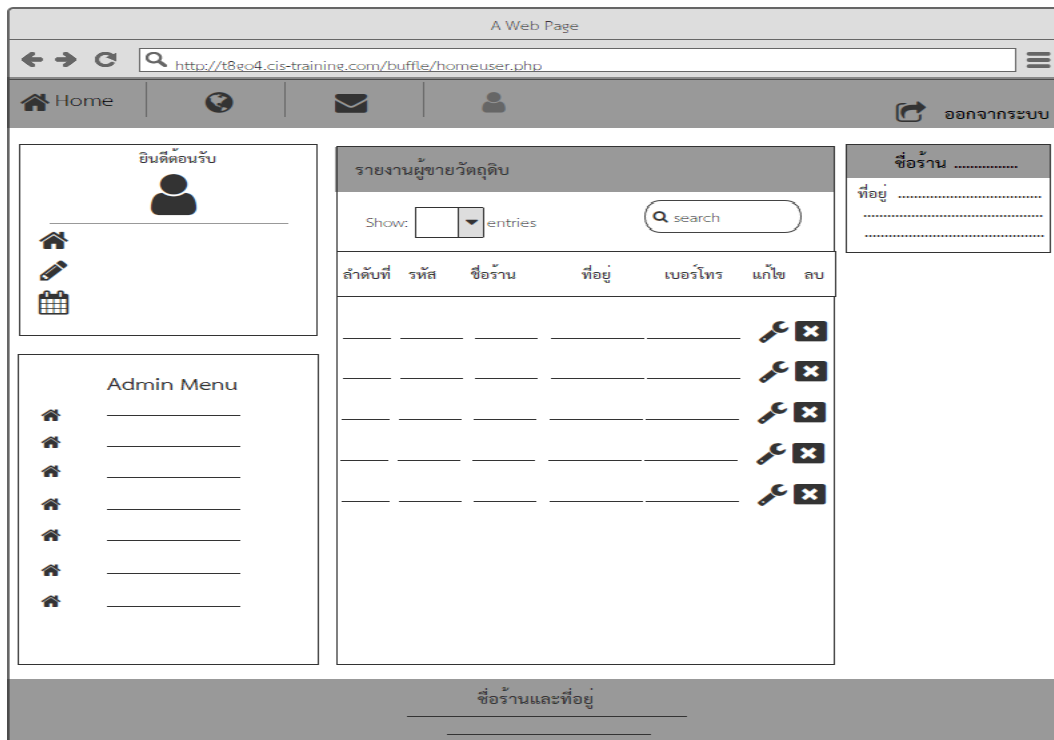 A Web Page
http://t8go4.cis-training.com/buffle/homeuser.php
Home
ออกจากระบบ
ยินดีต้อนรับ
Admin Menu
รายงานผู้ขายวัตถุดิบ
Show: entries
search
ลำดับที่ รหัส ชื่อร้าน ที่อยู่ เบอร์โทร แก้ไข ลบ
ชื่อร้าน ................
ที่อยู่ ....................................
.............................................
.............................................
ชื่อร้านและที่อยู่